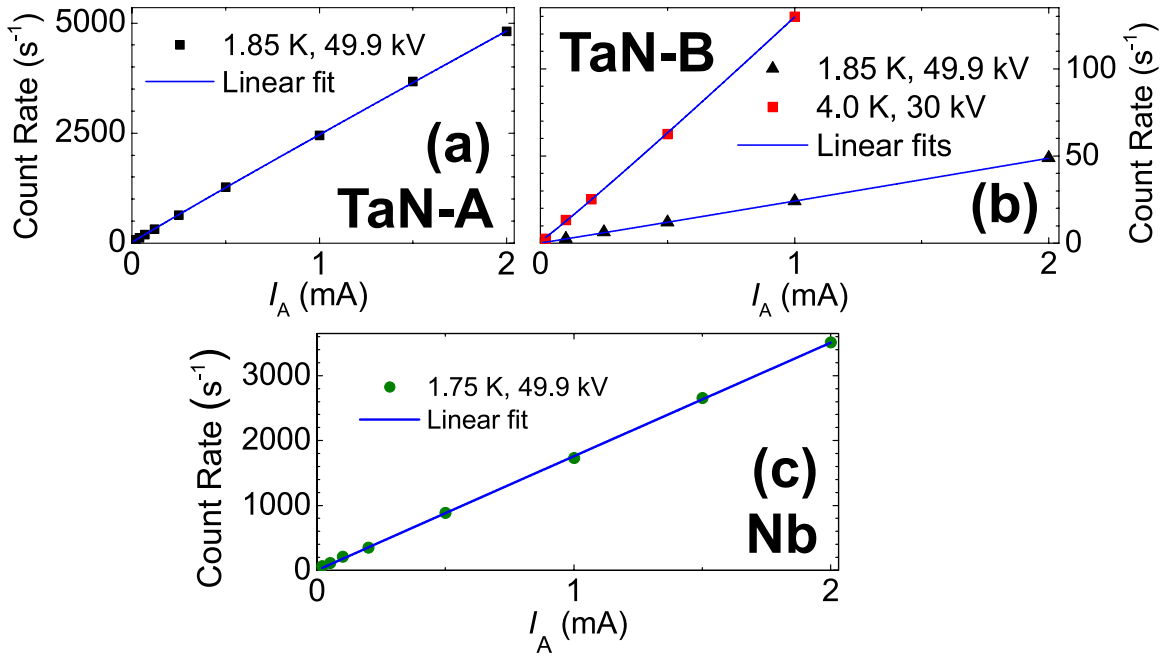 5000
2500
0
Count Rate (s⁻¹)
1.85 K, 49.9 kV
Linear fit
(a)
TaN-A
0
1
2
I_A (mA)
TaN-B
1.85 K, 49.9 kV
4.0 K, 30 kV
Linear fits
(b)
100
50
0
Count Rate (s⁻¹)
0
1
2
I_A (mA)
3000
2000
1000
0
Count Rate (s⁻¹)
1.75 K, 49.9 kV
Linear fit
(c)
Nb
0
1
2
I_A (mA)